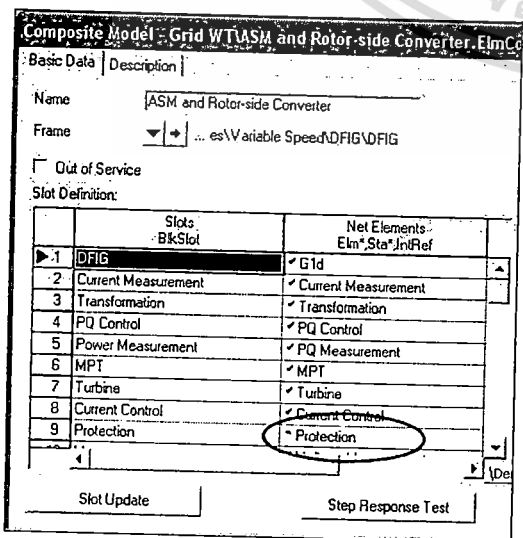 Composite Model - Grid WT\ASM and Rotor-side Converter.ElmCo
Basic Data Description
Name ASM and Rotor-side Converter
Frame ... es\Variable Speed\DFIG\DFIG
Out of Service
Slot Definition:
Slots Net Elements
BlkSlot Elm*,Sta*,IntRef
1 DFIG G1d
2 Current Measurement Current Measurement
3 Transformation Transformation
4 PQ Control PQ Control
5 Power Measurement PQ Measurement
6 MPT MPT
7 Turbine Turbine
8 Current Control Current Control
9 Protection Protection
\De
Slot Update Step Response Test